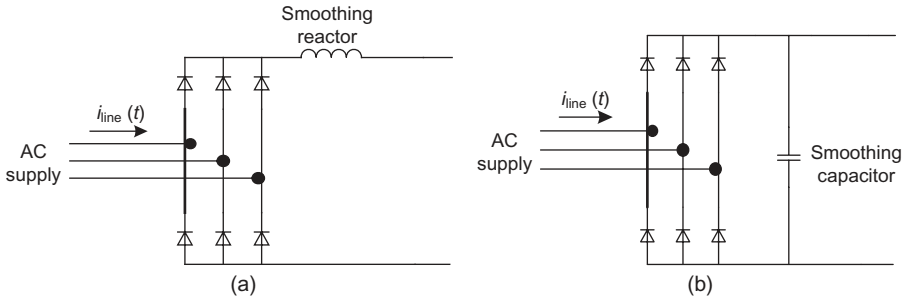 Smoothing
reactor
i_line (t)
AC
supply
(a)
i_line (t)
AC
supply
Smoothing
capacitor
(b)